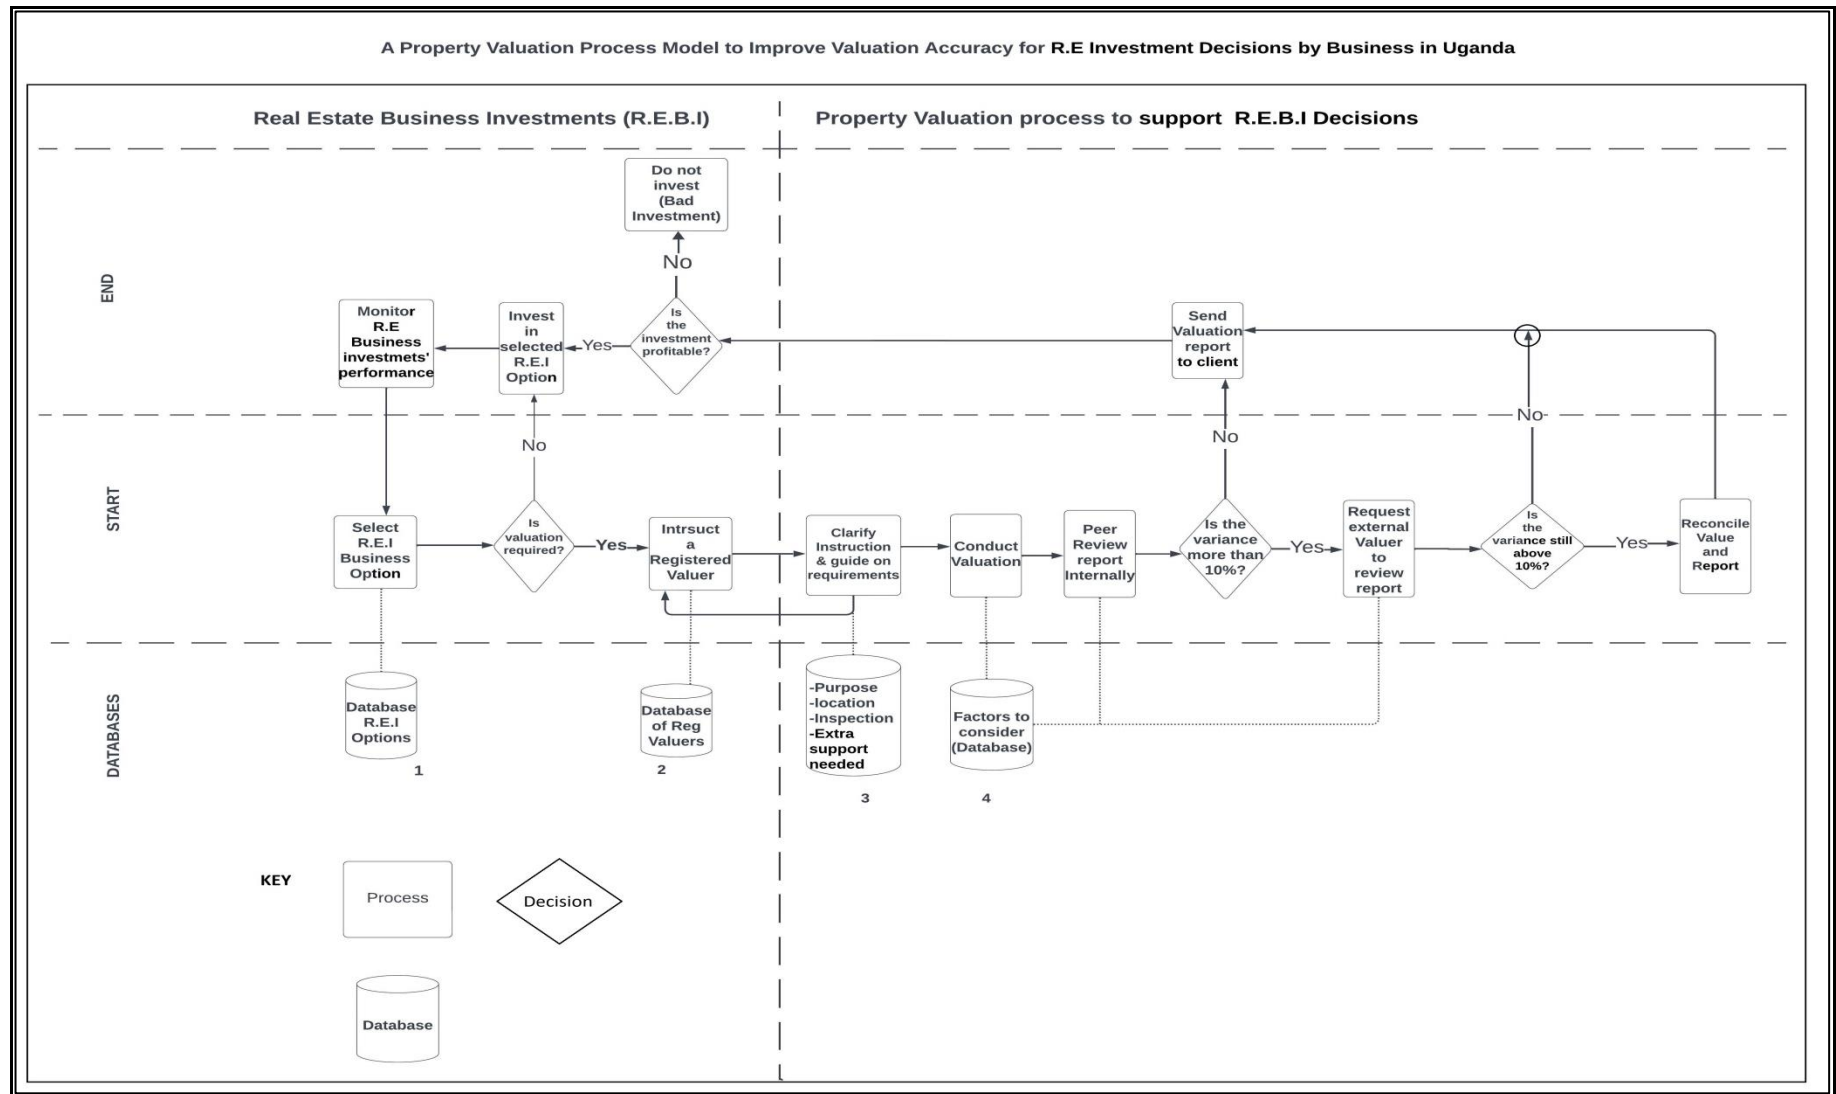 A Property Valuation Process Model to Improve Valuation Accuracy for R.E Investment Decisions by Business in Uganda
Real Estate Business Investments (R.E.B.I)
Property Valuation process to support R.E.B.I Decisions
END
Do not
invest
(Bad
Investment)
No
Monitor
R.E
Business
investmets'
performance
Invest
in
selected
R.E.I
Option
Yes
Is
the
investment
profitable?
Send
Valuation
report
to client
No
No
No
START
Select
R.E.I
Business
Option
Is
valuation
required?
Yes
Intrsuct
a
Registered
Valuer
Clarify
Instruction
& guide on
requirements
Conduct
Valuation
Peer
Review
report
Internally
Is the
variance
more than
10%?
Yes
Request
external
Valuer
to
review
report
Is
the
variance still
above
10%?
Yes
Reconcile
Value
and
Report
DATABASES
Database
R.E.I
Options
1
Database
of Reg
Valuers
2
-Purpose
-location
-Inspection
-Extra
support
needed
3
Factors to
consider
(Database)
4
KEY
Process
Decision
Database